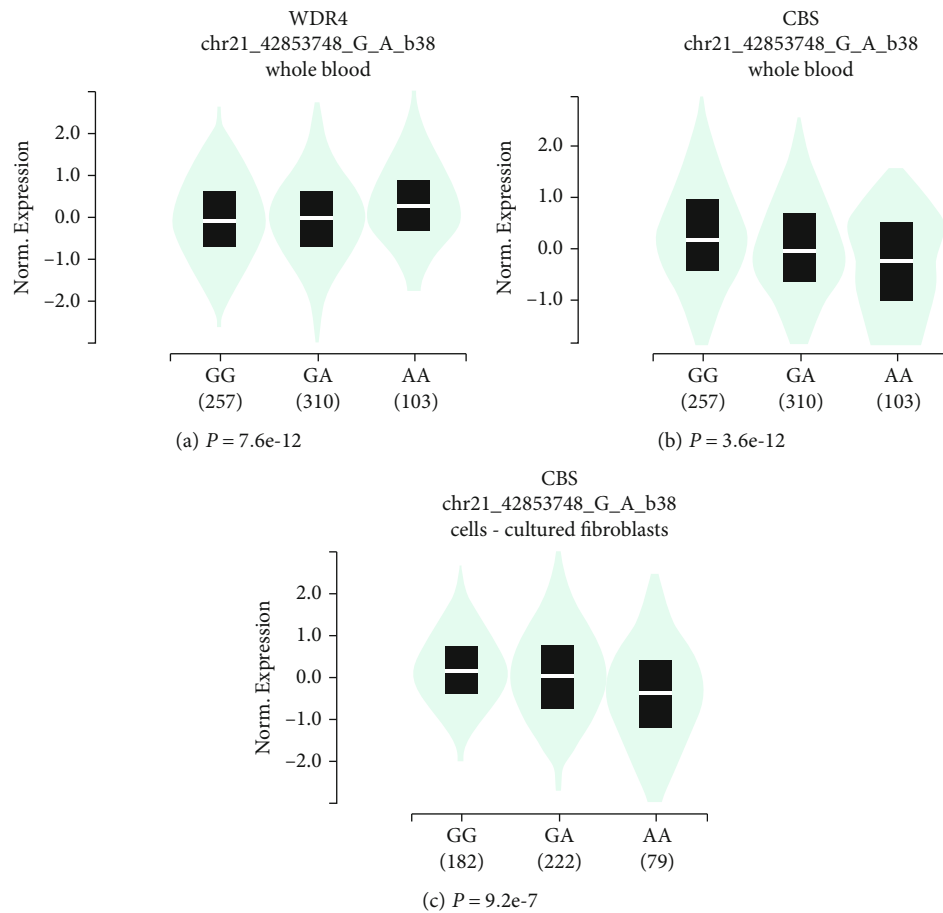 WDR4
chr21_42853748_G_A_b38
whole blood
Norm. Expression
2.0
1.0
0.0
–1.0
–2.0
GG GA AA
(257) (310) (103)
(a) P = 7.6e-12
CBS
chr21_42853748_G_A_b38
whole blood
Norm. Expression
2.0
1.0
0.0
–1.0
GG GA AA
(257) (310) (103)
(b) P = 3.6e-12
CBS
chr21_42853748_G_A_b38
cells - cultured fibroblasts
Norm. Expression
2.0
1.0
0.0
–1.0
–2.0
GG GA AA
(182) (222) (79)
(c) P = 9.2e-7